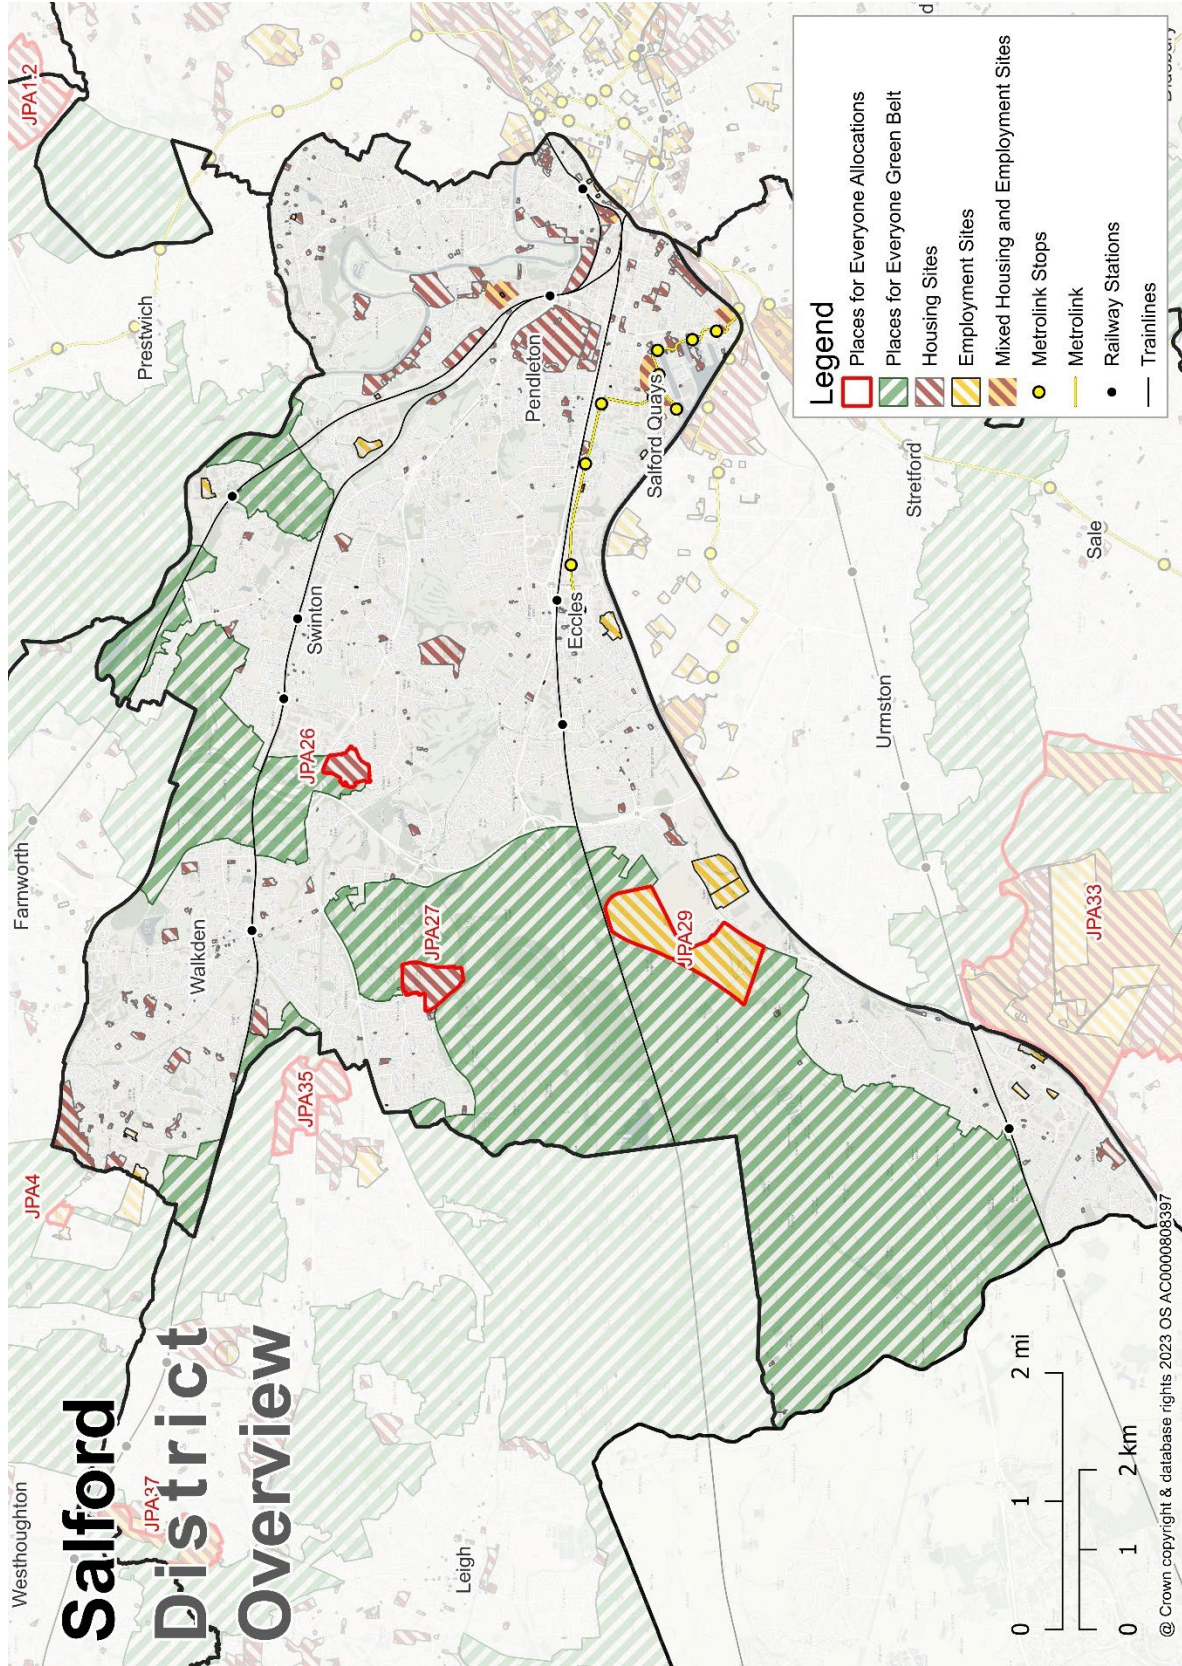 Salford
District
Overview
Westhoughton
JPA37
Leigh
JPA4
JPA35
Farnworth
Walkden
JPA26
JPA27
JPA29
Swinton
Prestwich
JPA1.2
Pendleton
Eccles
Salford Quays
Urmston
Stretford
Sale
JPA33
Didsbury
Legend
Places for Everyone Allocations
Places for Everyone Green Belt
Housing Sites
Employment Sites
Mixed Housing and Employment Sites
Metrolink Stops
Metrolink
Railway Stations
Trainlines
0 1 2 mi
0 1 2 km
@ Crown copyright & database rights 2023 OS AC0000808397